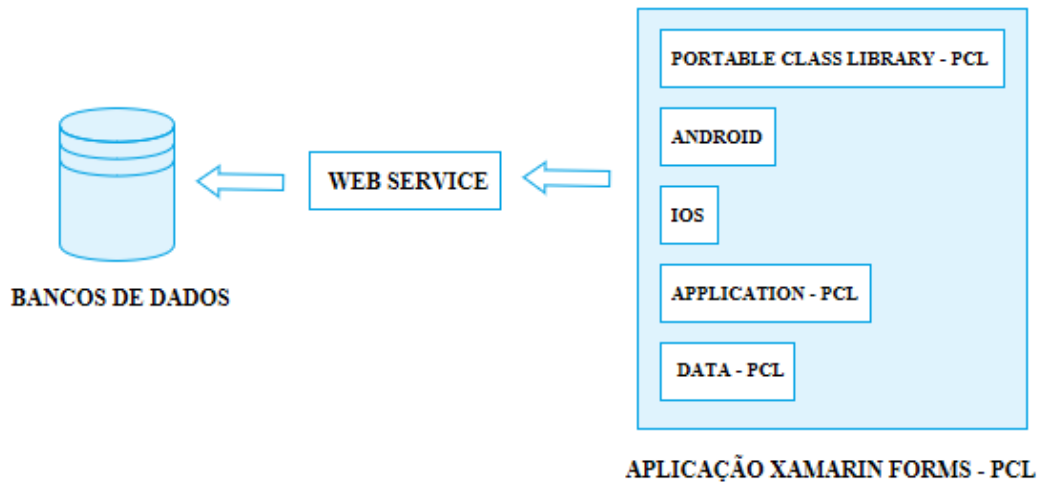 PORTABLE CLASS LIBRARY - PCL
ANDROID
WEB SERVICE
IOS
BANCOS DE DADOS
APPLICATION - PCL
DATA - PCL
APLICAÇÃO XAMARIN FORMS - PCL